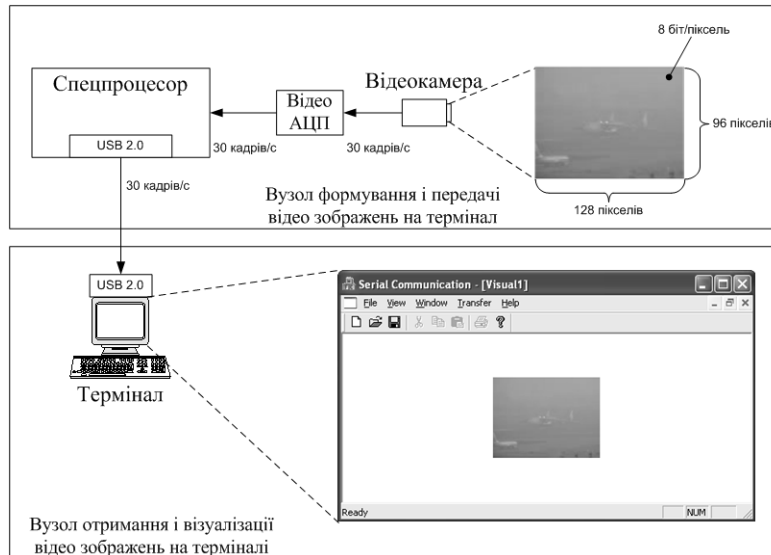 8 біт/піксель
Спецпроцесор
USB 2.0
Відео
АЦП
Відеокамера
96 пікселів
30 кадрів/с
30 кадрів/с
30 кадрів/с
128 пікселів
Вузол формування і передачі
відео зображень на термінал
USB 2.0
Термінал
Serial Communication - [Visual1]
File View Window Transfer Help
Ready
NUM
Вузол отримання і візуалізації
відео зображень на терміналі